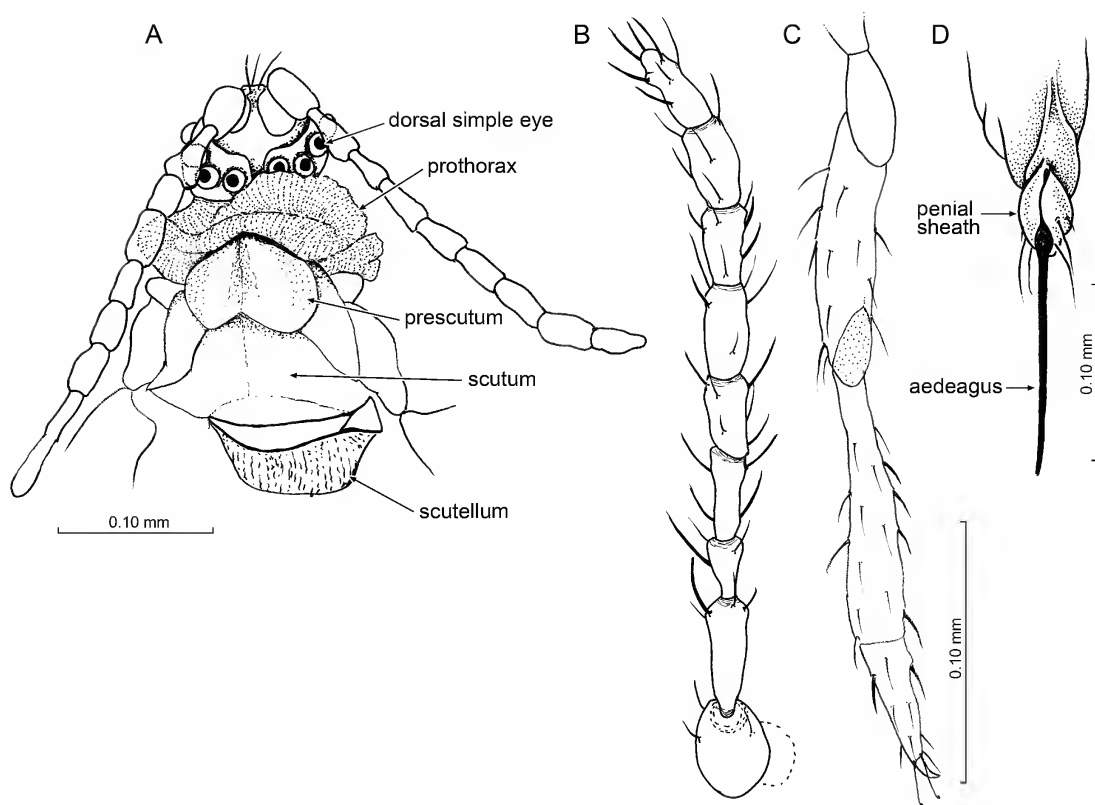 A
B
C
D
dorsal simple eye
prothorax
prescutum
scutum
scutellum
0.10 mm
penial
sheath
aedeagus
0.10 mm
0.10 mm